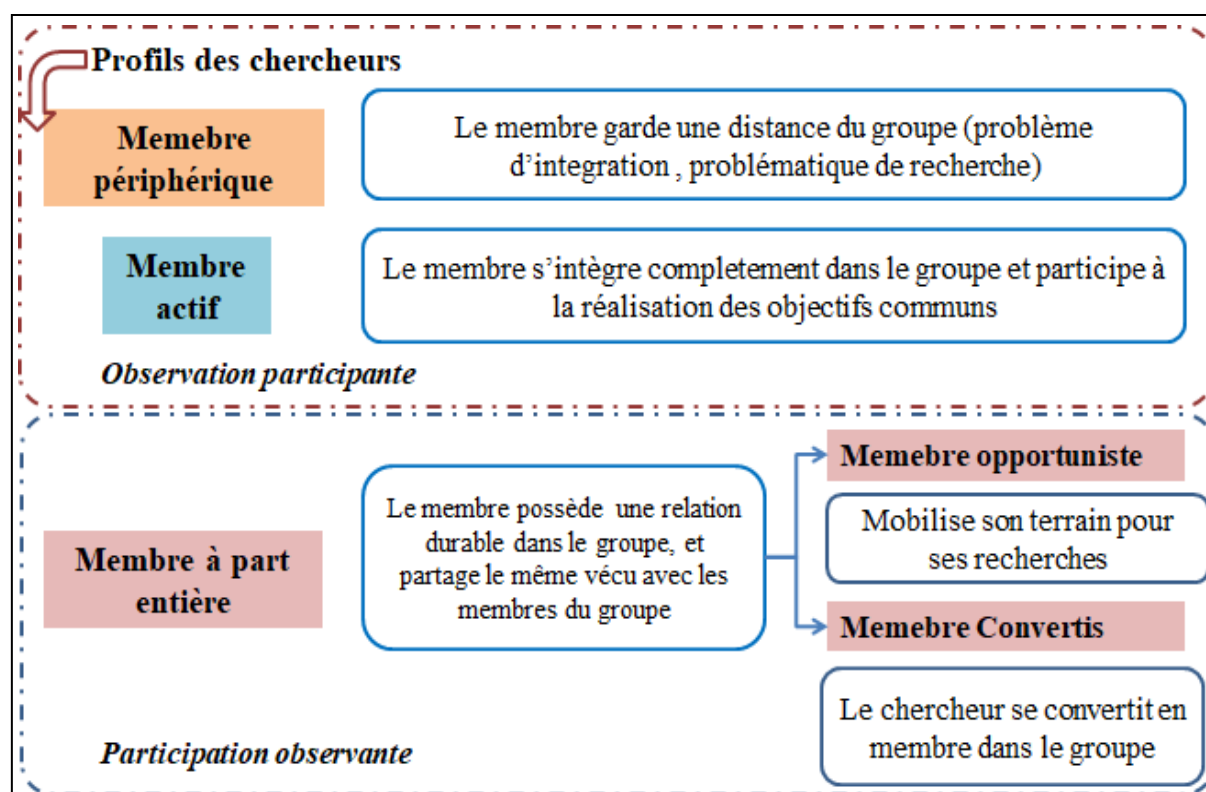 Profils des chercheurs
Memebre
périphérique
Le membre garde une distance du groupe (problème
d'integration , problématique de recherche)
Membre
actif
Le membre s'intègre completement dans le groupe et participe à
la réalisation des objectifs communs
Observation participante
Membre à part
entière
Le membre possède une relation
durable dans le groupe, et
partage le même vécu avec les
membres du groupe
Memebre opportuniste
Mobilise son terrain pour
ses recherches
Memebre Convertis
Le chercheur se convertit en
membre dans le groupe
Participation observante